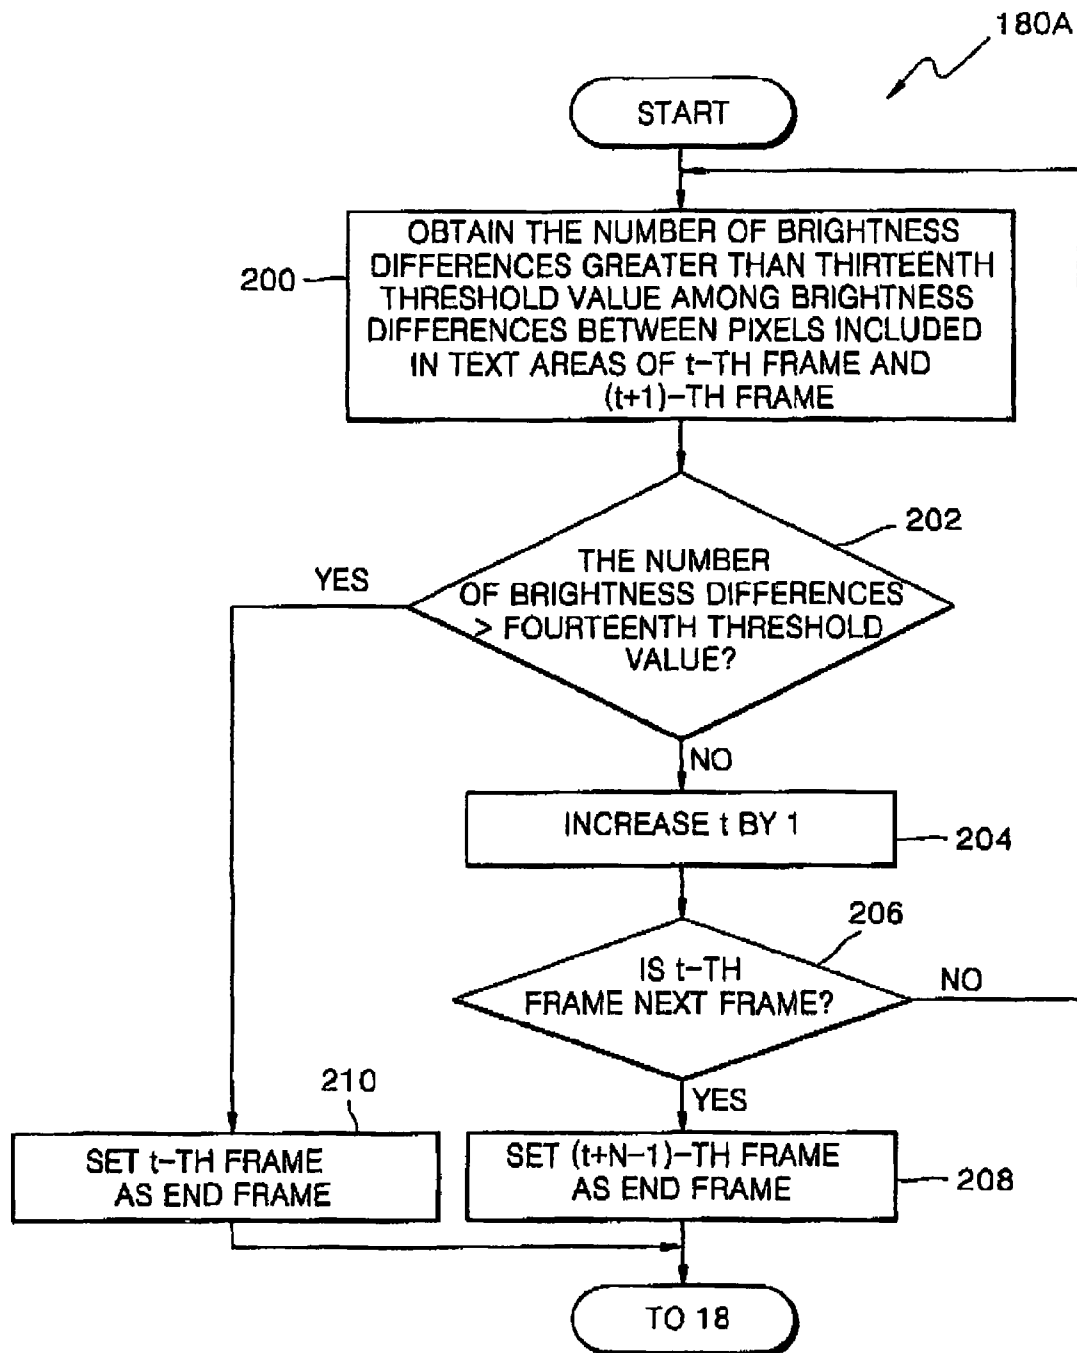 180A
START
200
OBTAIN THE NUMBER OF BRIGHTNESS
DIFFERENCES GREATER THAN THIRTEENTH
THRESHOLD VALUE AMONG BRIGHTNESS
DIFFERENCES BETWEEN PIXELS INCLUDED
IN TEXT AREAS OF t-TH FRAME AND
(t+1)-TH FRAME
202
THE NUMBER
OF BRIGHTNESS DIFFERENCES
> FOURTEENTH THRESHOLD
VALUE?
YES
NO
INCREASE t BY 1
204
206
IS t-TH
FRAME NEXT FRAME?
NO
YES
210
SET t-TH FRAME
AS END FRAME
SET (t+N-1)-TH FRAME
AS END FRAME
208
TO 18